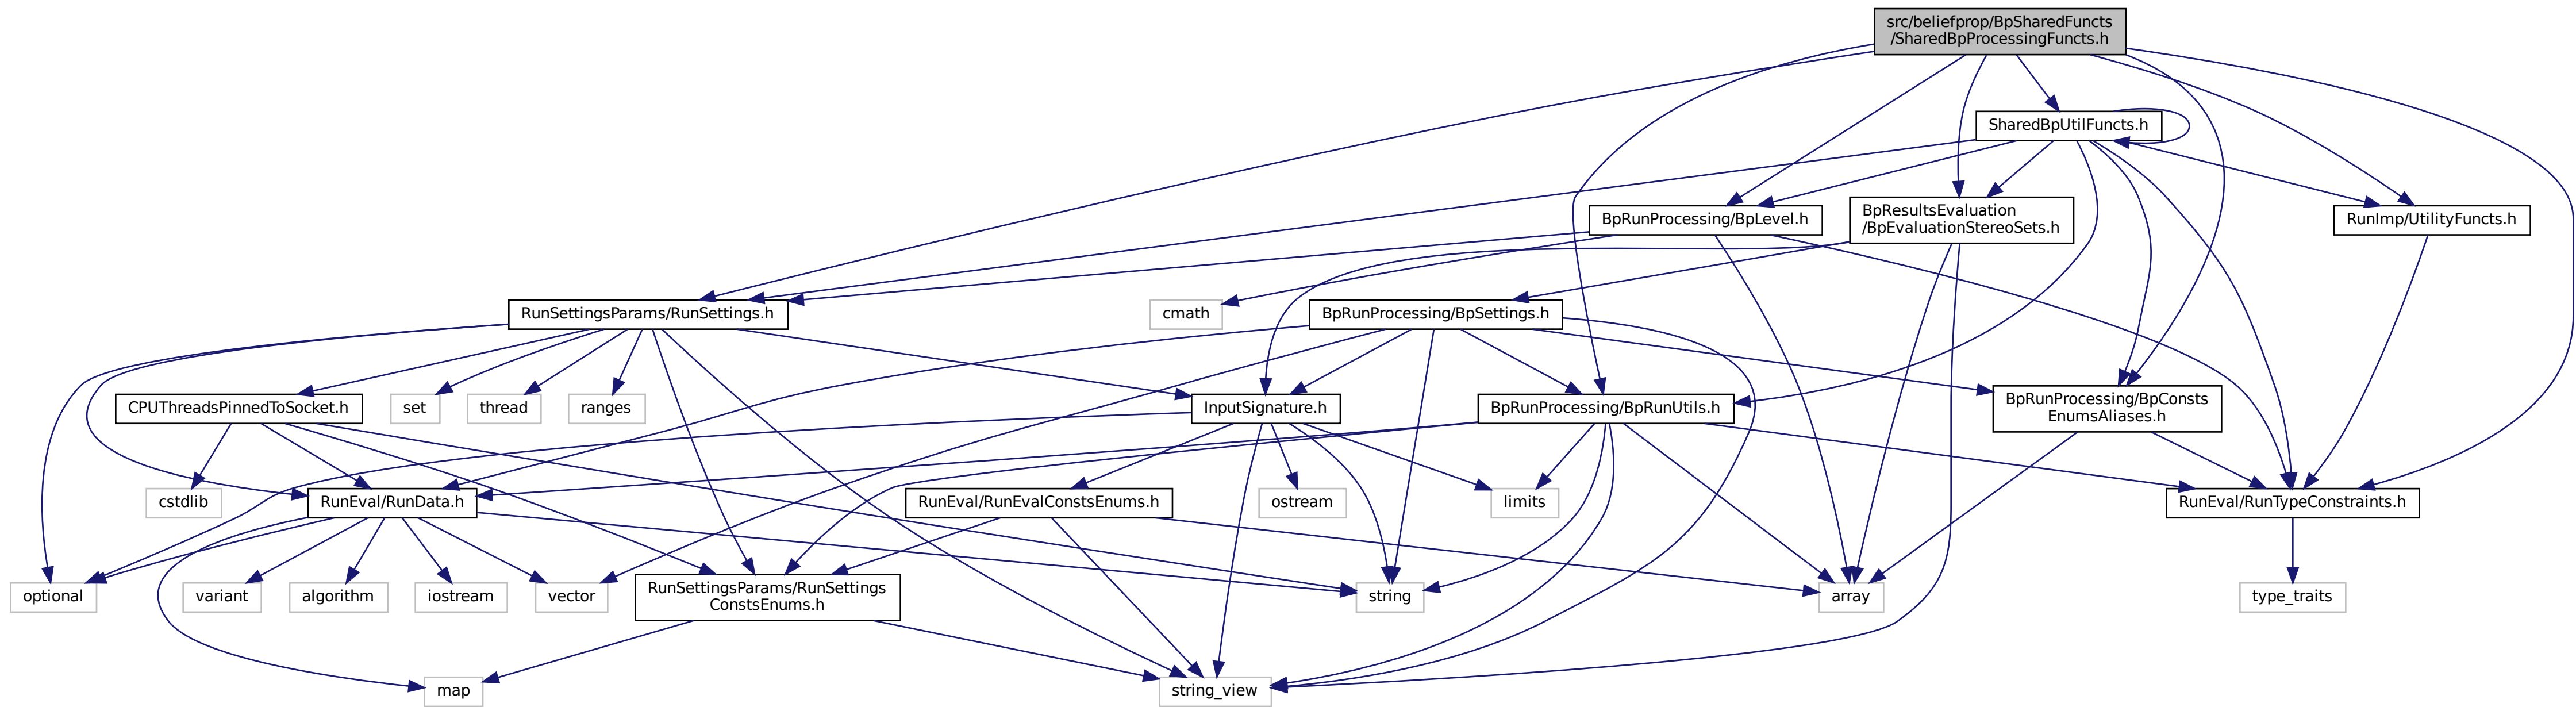 src/beliefprop/BpSharedFuncts
/SharedBpProcessingFuncts.h
SharedBpUtilFuncts.h
BpRunProcessing/BpLevel.h
BpResultsEvaluation
/BpEvaluationStereoSets.h
RunImp/UtilityFuncts.h
RunSettingsParams/RunSettings.h
cmath
BpRunProcessing/BpSettings.h
CPUThreadsPinnedToSocket.h
set
thread
ranges
InputSignature.h
BpRunProcessing/BpRunUtils.h
BpRunProcessing/BpConsts
EnumsAliases.h
cstdlib
RunEval/RunData.h
RunEval/RunEvalConstsEnums.h
ostream
limits
RunEval/RunTypeConstraints.h
optional
variant
algorithm
iostream
vector
RunSettingsParams/RunSettings
ConstsEnums.h
string
array
type_traits
map
string_view